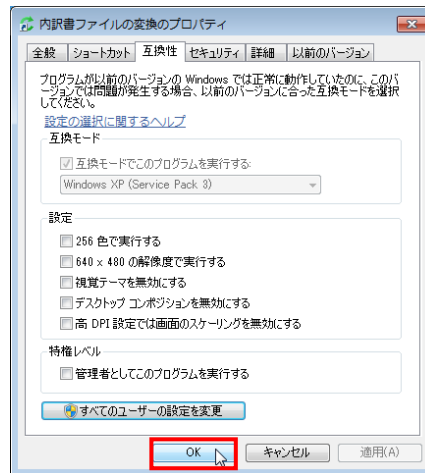 内訳書ファイルの変換のプロパティ
全般 ショートカット 互換性 セキュリティ 詳細 以前のバージョン
プログラムが以前のバージョンの Windows では正常に動作していたのに、このバ
ージョンでは問題が発生する場合、以前のバージョンに合った互換モードを選択
してください。
設定の選択に関するヘルプ
互換モード
互換モードでこのプログラムを実行する:
Windows XP (Service Pack 3)
設定
256 色で実行する
640 x 480 の解像度で実行する
視覚テーマを無効にする
デスクトップ コンポジションを無効にする
高 DPI 設定では画面のスケーリングを無効にする
特権レベル
管理者としてこのプログラムを実行する
すべてのユーザーの設定を変更
OK キャンセル 適用(A)